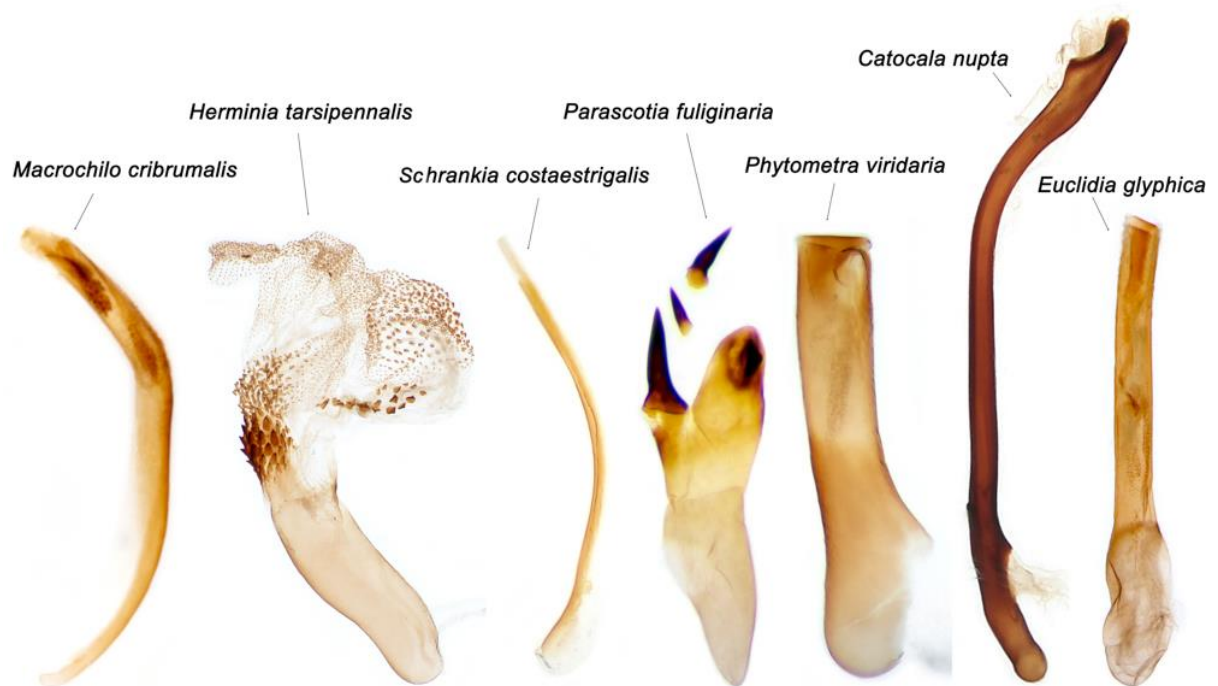 Macrochilo cribrumalis
Herminia tarsipennalis
Schrankia costaestrigalis
Parascotia fuliginaria
Phytometra viridaria
Catocala nupta
Euclidia glyphica